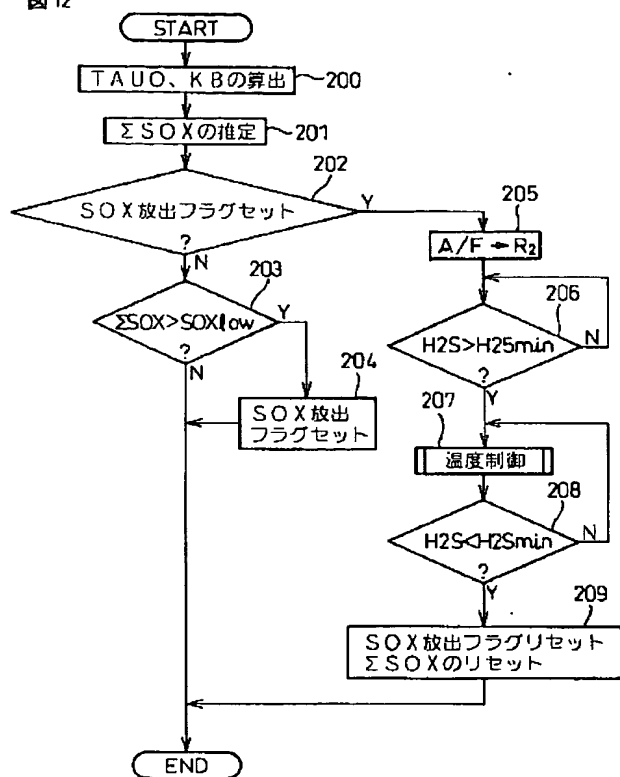 図12
START
TAUO、KBの算出
200
ΣSOXの推定
201
202
SOX放出フラグセット
?
Y
N
203
ΣSOX>SOXlow
?
Y
N
204
SOX放出
フラグセット
205
A/F→R2
206
H2S>H25min
?
N
Y
207
温度制御
208
H2S<H2Smin
?
N
Y
209
SOX放出フラグリセット
ΣSOXのリセット
END